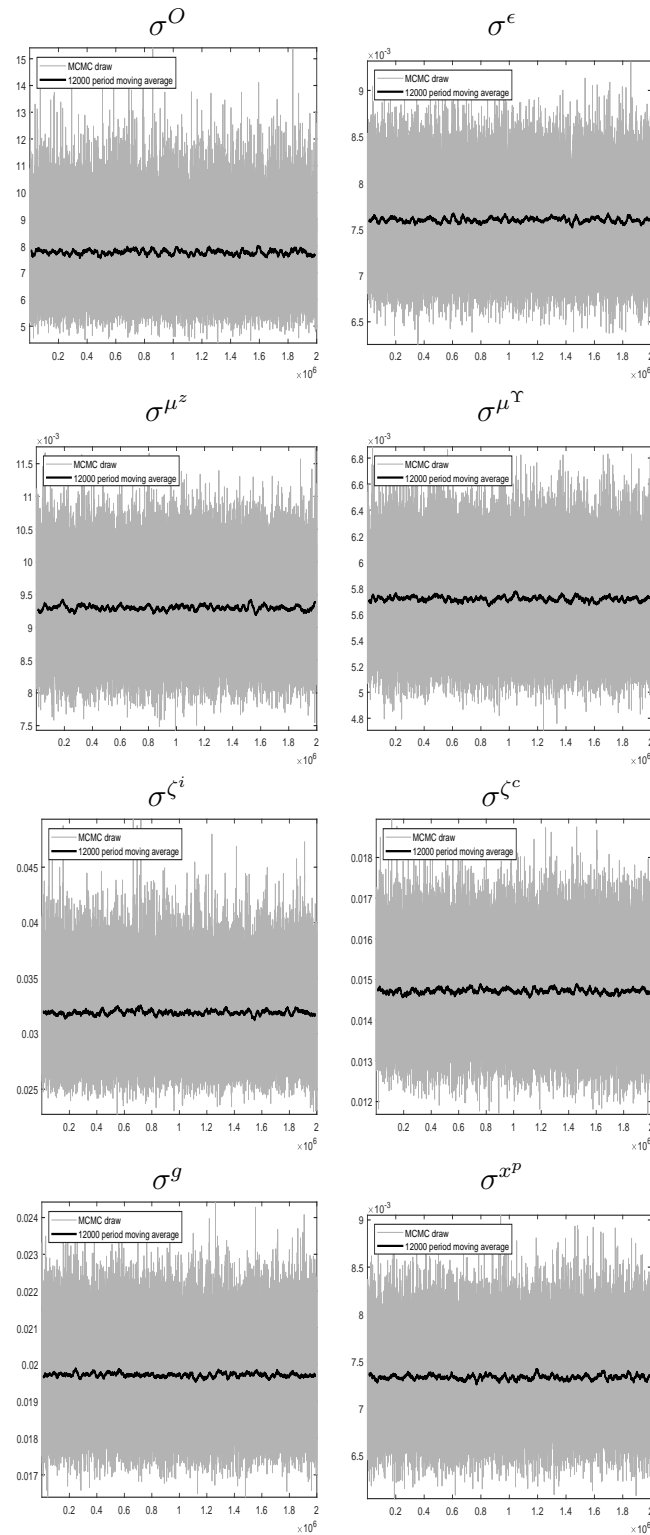 σ^O
MCMC draw
12000 period moving average
15
14
13
12
11
10
9
8
7
6
5
0.2 0.4 0.6 0.8 1 1.2 1.4 1.6 1.8 2
×10^6
σ^ϵ
×10^-3
MCMC draw
12000 period moving average
9
8.5
8
7.5
7
6.5
0.2 0.4 0.6 0.8 1 1.2 1.4 1.6 1.8 2
×10^6
σ^{μ^z}
×10^-3
MCMC draw
12000 period moving average
11.5
11
10.5
10
9.5
9
8.5
8
7.5
0.2 0.4 0.6 0.8 1 1.2 1.4 1.6 1.8 2
×10^6
σ^{μ^Υ}
×10^-3
MCMC draw
12000 period moving average
6.8
6.6
6.4
6.2
6
5.8
5.6
5.4
5.2
5
4.8
0.2 0.4 0.6 0.8 1 1.2 1.4 1.6 1.8 2
×10^6
σ^{ζ^i}
MCMC draw
12000 period moving average
0.045
0.04
0.035
0.03
0.025
0.2 0.4 0.6 0.8 1 1.2 1.4 1.6 1.8 2
×10^6
σ^{ζ^c}
MCMC draw
12000 period moving average
0.018
0.017
0.016
0.015
0.014
0.013
0.012
0.2 0.4 0.6 0.8 1 1.2 1.4 1.6 1.8 2
×10^6
σ^g
MCMC draw
12000 period moving average
0.024
0.023
0.022
0.021
0.02
0.019
0.018
0.017
0.2 0.4 0.6 0.8 1 1.2 1.4 1.6 1.8 2
×10^6
σ^{x^p}
×10^-3
MCMC draw
12000 period moving average
9
8.5
8
7.5
7
6.5
0.2 0.4 0.6 0.8 1 1.2 1.4 1.6 1.8 2
×10^6